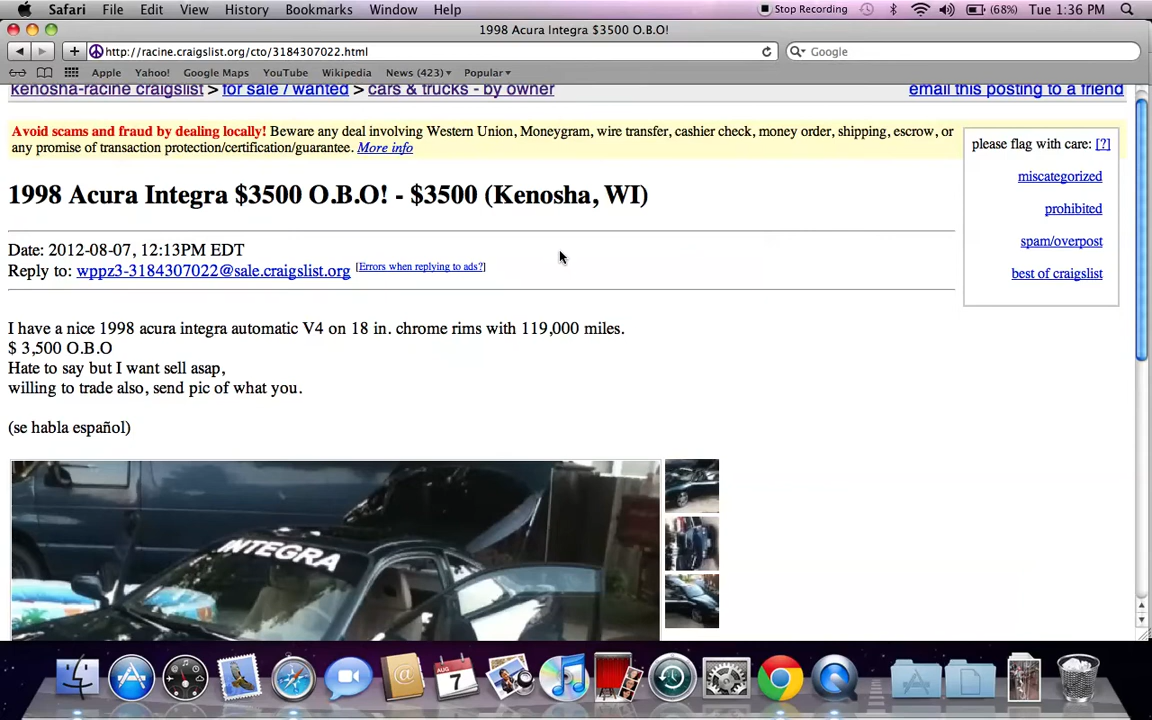 Safari File Edit View History Bookmarks Window Help Stop Recording (68%) Tue 1:36 PM
1998 Acura Integra $3500 O.B.O!
http://racine.craigslist.org/cto/3184307022.html Google
Apple Yahoo! Google Maps YouTube Wikipedia News (423) Popular
kenosha-racine craigslist > for sale / wanted > cars & trucks - by owner email this posting to a friend
Avoid scams and fraud by dealing locally! Beware any deal involving Western Union, Moneygram, wire transfer, cashier check, money order, shipping, escrow, or
any promise of transaction protection/certification/guarantee. More info
please flag with care: [?]
miscategorized
prohibited
spam/overpost
best of craigslist
1998 Acura Integra $3500 O.B.O! - $3500 (Kenosha, WI)
Date: 2012-08-07, 12:13PM EDT
Reply to: wppz3-3184307022@sale.craigslist.org [Errors when replying to ads?]
I have a nice 1998 acura integra automatic V4 on 18 in. chrome rims with 119,000 miles.
$ 3,500 O.B.O
Hate to say but I want sell asap,
willing to trade also, send pic of what you.
(se habla español)
INTEGRA
AUG
7